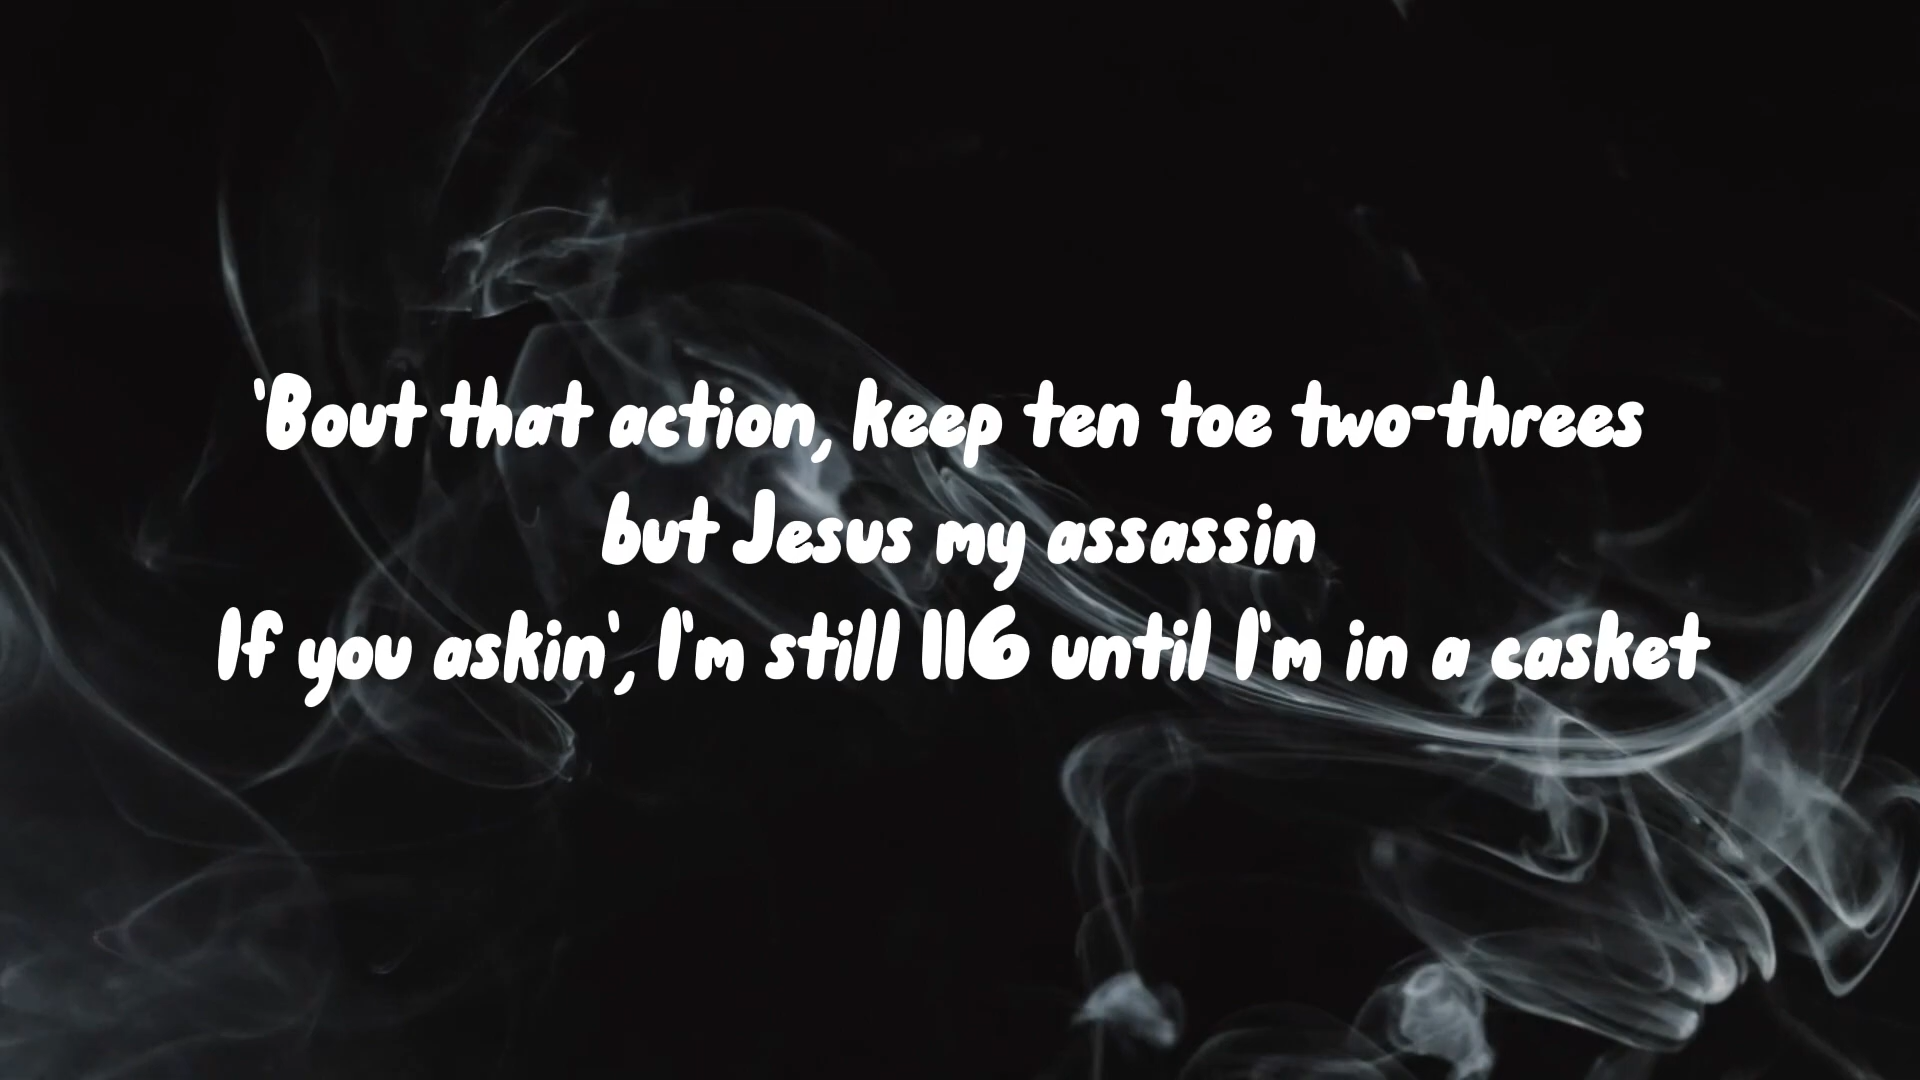 'Bout that action, keep ten toe two-threes
but Jesus my assassin
If you askin', I'm still 116 until I'm in a casket